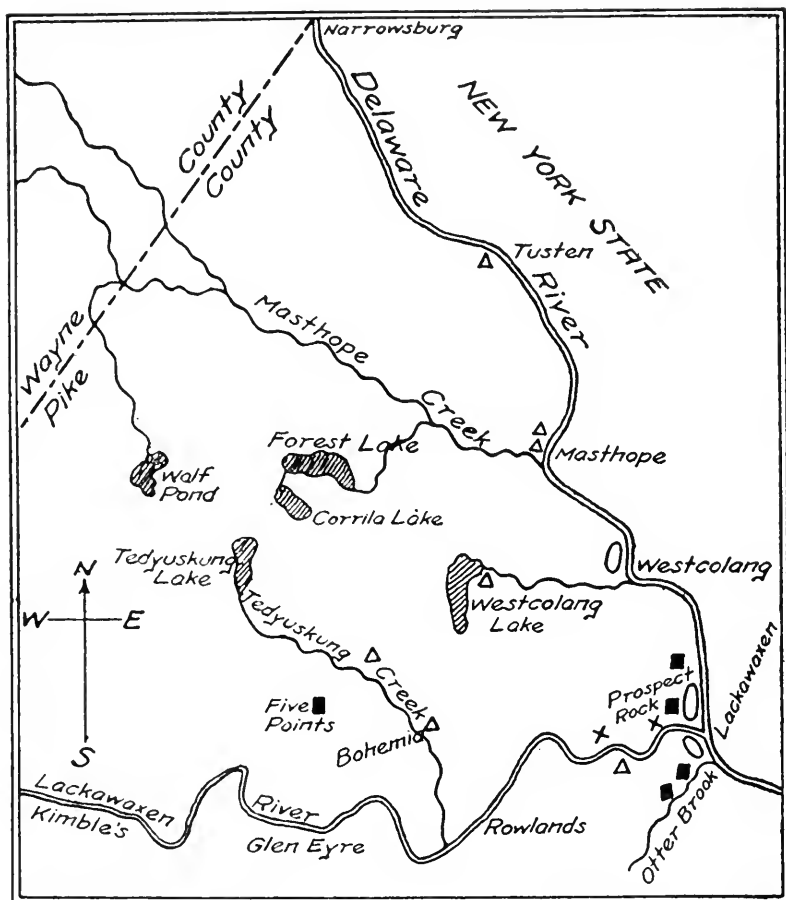 Narrowsburg
Delaware
River
NEW YORK STATE
County
County
Wayne
Pike
Tusten
Masthope
Creek
Masthope
Forest Lake
Walf
Pond
Corrila Lake
Tedyuskung
Lake
Westcolang
Westcolang
Lake
N
W
E
S
Tedyuskung
Creek
Prospect
Rock
Lackawaxen
Five
Points
Bohemia
Lackawaxen
River
Kimble's
Glen Eyre
Rowlands
Otter Brook